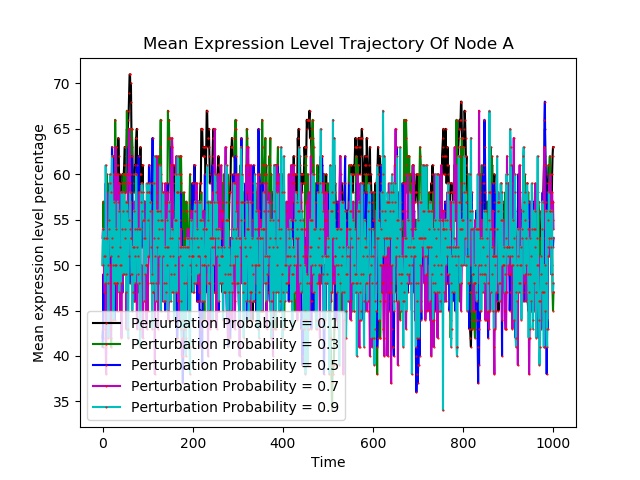 Mean Expression Level Trajectory Of Node A
Mean expression level percentage
70
65
60
55
50
45
40
35
Perturbation Probability = 0.1
Perturbation Probability = 0.3
Perturbation Probability = 0.5
Perturbation Probability = 0.7
Perturbation Probability = 0.9
0 200 400 600 800 1000
Time